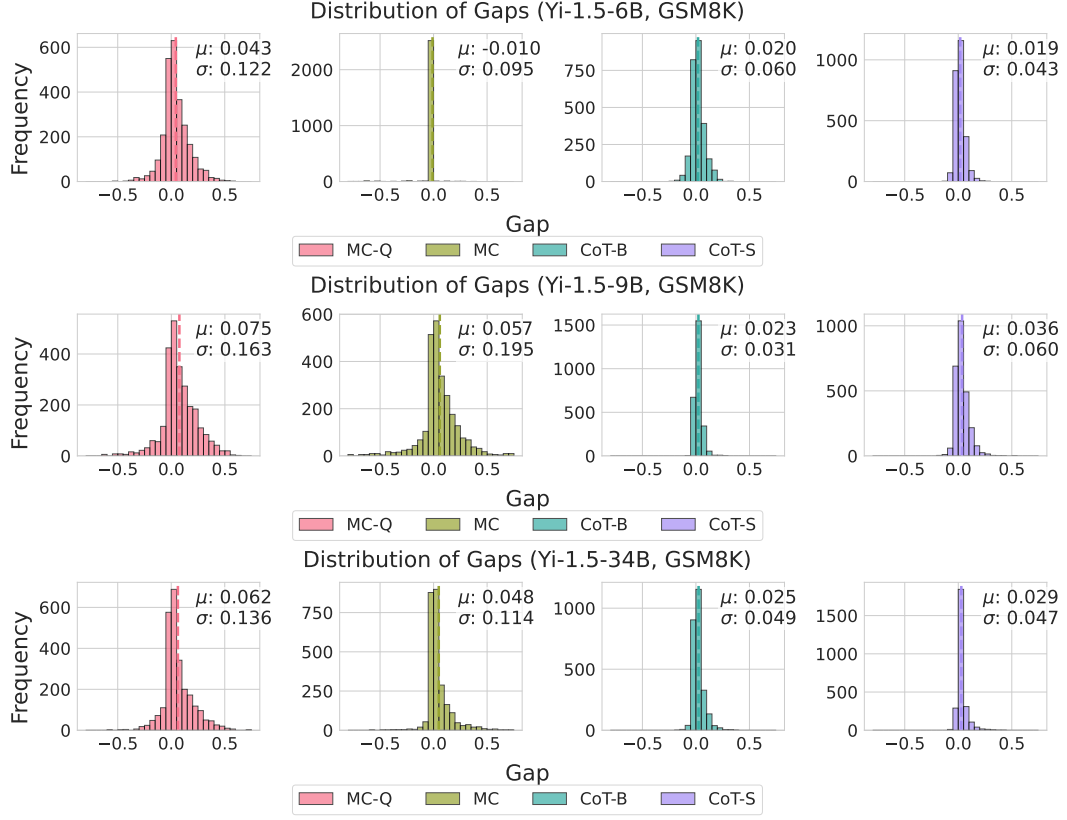 Distribution of Gaps (Yi-1.5-6B, GSM8K)
Frequency
600
400
200
0
−0.5 0.0 0.5
μ: 0.043
σ: 0.122
2000
1000
0
−0.5 0.0 0.5
μ: -0.010
σ: 0.095
750
500
250
0
−0.5 0.0 0.5
μ: 0.020
σ: 0.060
1000
500
0
−0.5 0.0 0.5
μ: 0.019
σ: 0.043
Gap
MC-Q MC CoT-B CoT-S
Distribution of Gaps (Yi-1.5-9B, GSM8K)
Frequency
400
200
0
−0.5 0.0 0.5
μ: 0.075
σ: 0.163
600
400
200
0
−0.5 0.0 0.5
μ: 0.057
σ: 0.195
1500
1000
500
0
−0.5 0.0 0.5
μ: 0.023
σ: 0.031
1000
500
0
−0.5 0.0 0.5
μ: 0.036
σ: 0.060
Gap
MC-Q MC CoT-B CoT-S
Distribution of Gaps (Yi-1.5-34B, GSM8K)
Frequency
600
400
200
0
−0.5 0.0 0.5
μ: 0.062
σ: 0.136
750
500
250
0
−0.5 0.0 0.5
μ: 0.048
σ: 0.114
1000
500
0
−0.5 0.0 0.5
μ: 0.025
σ: 0.049
1500
1000
500
0
−0.5 0.0 0.5
μ: 0.029
σ: 0.047
Gap
MC-Q MC CoT-B CoT-S